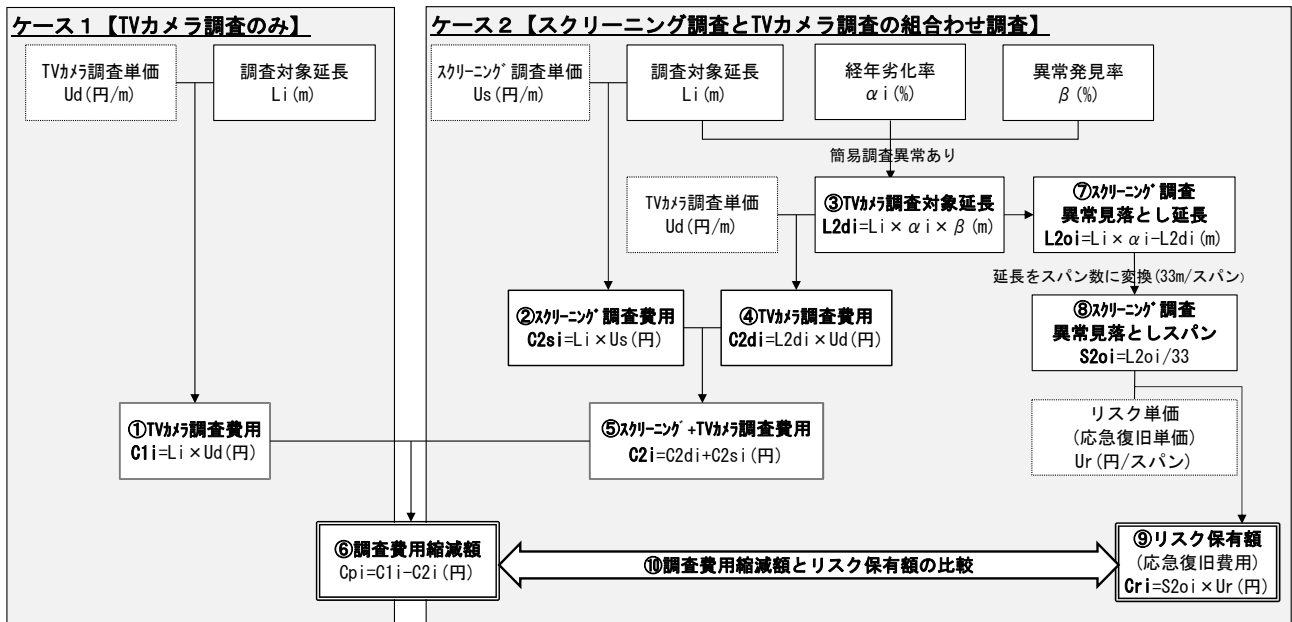 ケース１【TVカメラ調査のみ】
TVカメラ調査単価
Ud(円/m)
調査対象延長
Li(m)
①TVカメラ調査費用
C1i=Li×Ud(円)
ケース２【スクリーニング調査とTVカメラ調査の組合わせ調査】
スクリーニング調査単価
Us(円/m)
調査対象延長
Li(m)
経年劣化率
αi(%)
異常発見率
β(%)
簡易調査異常あり
TVカメラ調査単価
Ud(円/m)
③TVカメラ調査対象延長
L2di=Li×αi×β(m)
⑦スクリーニング調査
異常見落とし延長
L2oi=Li×αi-L2di(m)
延長をスパン数に変換(33m/スパン)
②スクリーニング調査費用
C2si=Li×Us(円)
④TVカメラ調査費用
C2di=L2di×Ud(円)
⑧スクリーニング調査
異常見落としスパン
S2oi=L2oi/33
⑤スクリーニング+TVカメラ調査費用
C2i=C2di+C2si(円)
リスク単価
(応急復旧単価)
Ur(円/スパン)
⑥調査費用縮減額
Cpi=C1i-C2i(円)
⑩調査費用縮減額とリスク保有額の比較
⑨リスク保有額
(応急復旧費用)
Cri=S2oi×Ur(円)